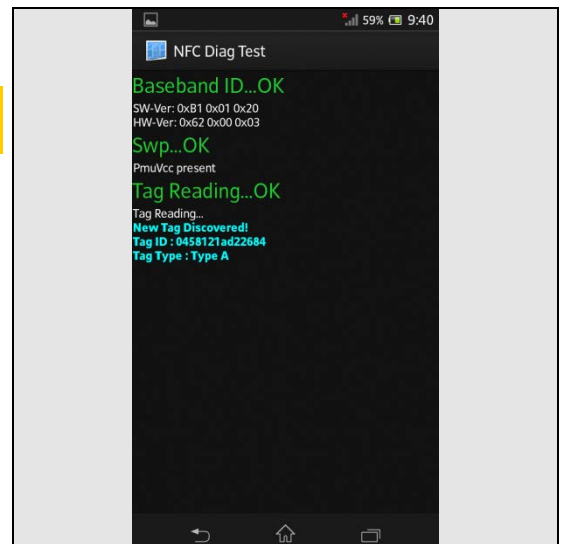 59% 9:40
NFC Diag Test
Baseband ID...OK
SW-Ver: 0xB1 0x01 0x20
HW-Ver: 0x62 0x00 0x03
Swp...OK
PmuVcc present
Tag Reading...OK
Tag Reading...
New Tag Discovered!
Tag ID : 0458121ad22684
Tag Type : Type A